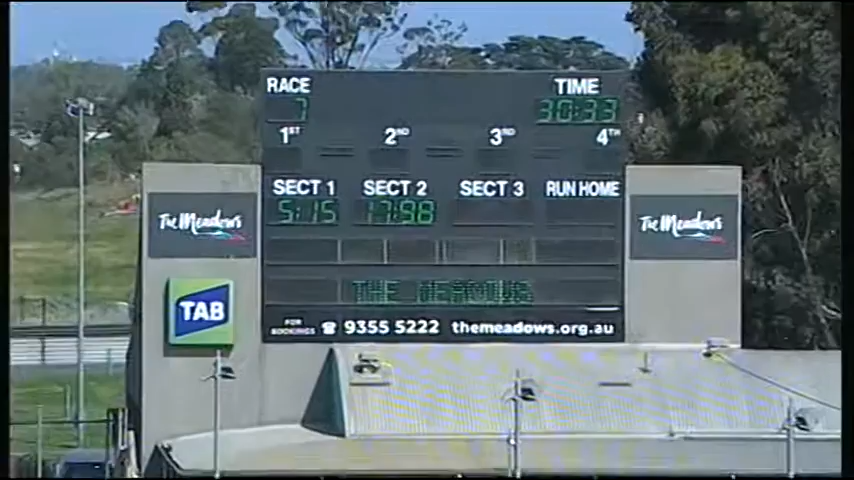 RACE TIME
7 30:33
1ST 2ND 3RD 4TH
SECT 1 SECT 2 SECT 3 RUN HOME
5:15 17:98
The Meadows
The Meadows
THE MEADOWS
TAB
FOR BOOKINGS ☎ 9355 5222 themeadows.org.au